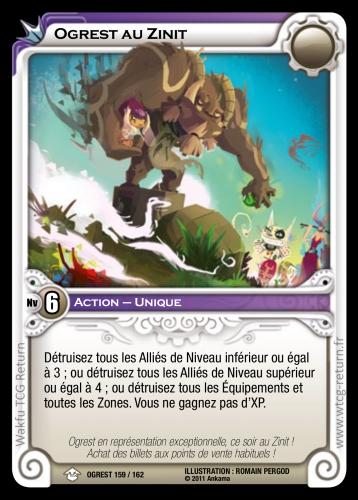 Ogrest au Zinit
Nv 6 Action – Unique
Détruisez tous les Alliés de Niveau inférieur ou égal
à 3 ; ou détruisez tous les Alliés de Niveau supérieur
ou égal à 4 ; ou détruisez tous les Équipements et
toutes les Zones. Vous ne gagnez pas d'XP.
Ogrest en représentation exceptionnelle, ce soir au Zinit !
Achat des billets aux points de vente habituels !
OGREST 159 / 162
ILLUSTRATION : ROMAIN PERGOD
© 2011 Ankama
Wakfu TCG Return
www.wtcg-return.fr